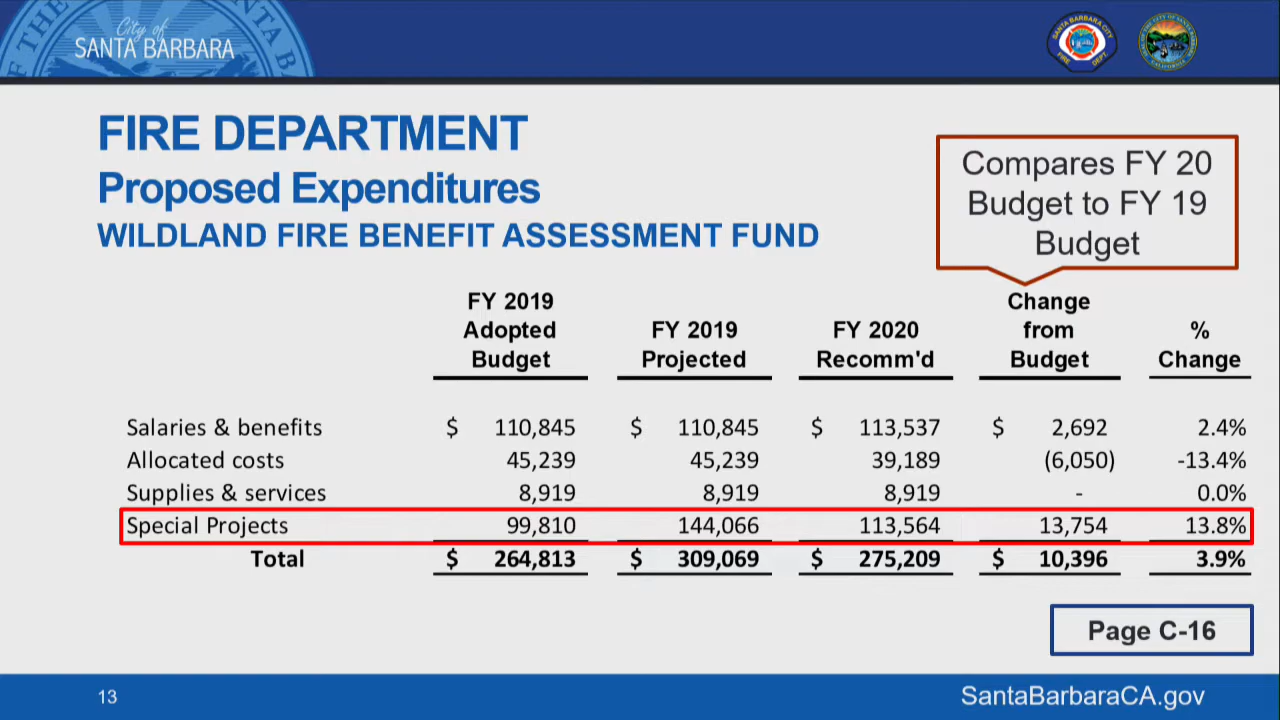 City of
SANTA BARBARA
SANTA BARBARA CITY
FIRE DEPT.
FIRE DEPARTMENT
Proposed Expenditures
WILDLAND FIRE BENEFIT ASSESSMENT FUND
Compares FY 20
Budget to FY 19
Budget
FY 2019 Change
Adopted FY 2019 FY 2020 from %
Budget Projected Recomm'd Budget Change
Salaries & benefits $ 110,845 $ 110,845 $ 113,537 $ 2,692 2.4%
Allocated costs 45,239 45,239 39,189 (6,050) -13.4%
Supplies & services 8,919 8,919 8,919 - 0.0%
Special Projects 99,810 144,066 113,564 13,754 13.8%
Total $ 264,813 $ 309,069 $ 275,209 $ 10,396 3.9%
Page C-16
13
SantaBarbaraCA.gov